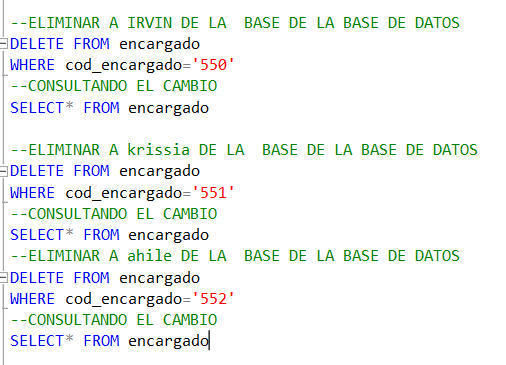 --ELIMINAR A IRVIN DE LA  BASE DE LA BASE DE DATOS
DELETE FROM encargado
WHERE cod_encargado='550'
--CONSULTANDO EL CAMBIO
SELECT* FROM encargado
--ELIMINAR A krissia DE LA  BASE DE LA BASE DE DATOS
DELETE FROM encargado
WHERE cod_encargado='551'
--CONSULTANDO EL CAMBIO
SELECT* FROM encargado
--ELIMINAR A ahile DE LA  BASE DE LA BASE DE DATOS
DELETE FROM encargado
WHERE cod_encargado='552'
--CONSULTANDO EL CAMBIO
SELECT* FROM encargado